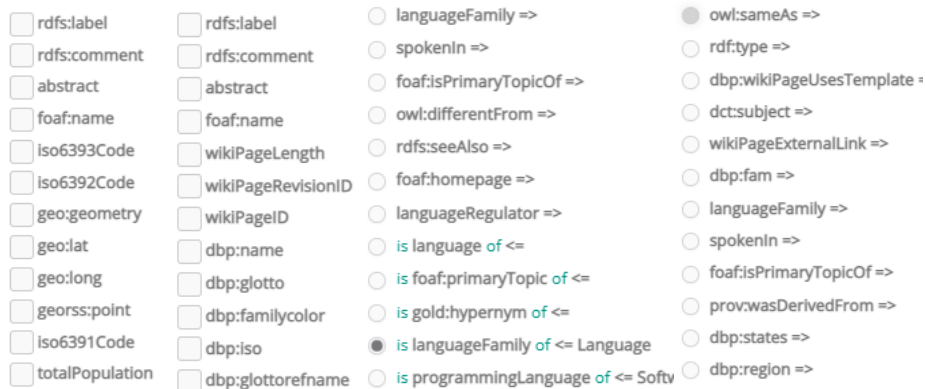 rdfs:label
rdfs:comment
abstract
foaf:name
iso6393Code
iso6392Code
geo:geometry
geo:lat
geo:long
georss:point
iso6391Code
totalPopulation
rdfs:label
rdfs:comment
abstract
foaf:name
wikiPageLength
wikiPageRevisionID
wikiPageID
dbp:name
dbp:glotto
dbp:familycolor
dbp:iso
dbp:glottorefname
languageFamily =>
spokenIn =>
foaf:isPrimaryTopicOf =>
owl:differentFrom =>
rdfs:seeAlso =>
foaf:homepage =>
languageRegulator =>
is language of <=
is foaf:primaryTopic of <=
is gold:hypernym of <=
is languageFamily of <= Language
is programmingLanguage of <= Softw
owl:sameAs =>
rdf:type =>
dbp:wikiPageUsesTemplate =
dct:subject =>
wikiPageExternalLink =>
dbp:fam =>
languageFamily =>
spokenIn =>
foaf:isPrimaryTopicOf =>
prov:wasDerivedFrom =>
dbp:states =>
dbp:region =>